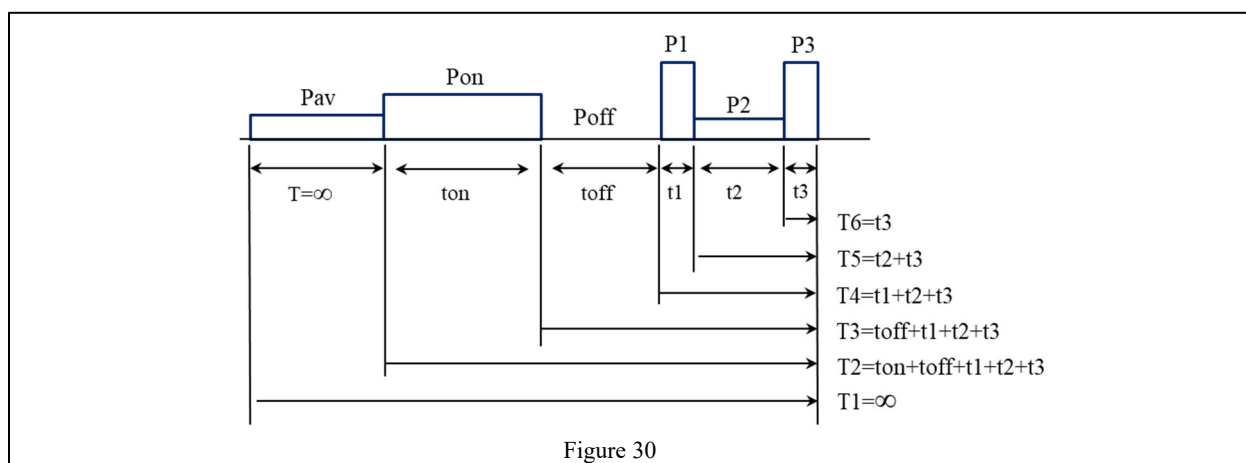 P1
P3
Pon
Pav
P2
Poff
T=∞
ton
toff
t1
t2
t3
T6=t3
T5=t2+t3
T4=t1+t2+t3
T3=toff+t1+t2+t3
T2=ton+toff+t1+t2+t3
T1=∞
Figure 30